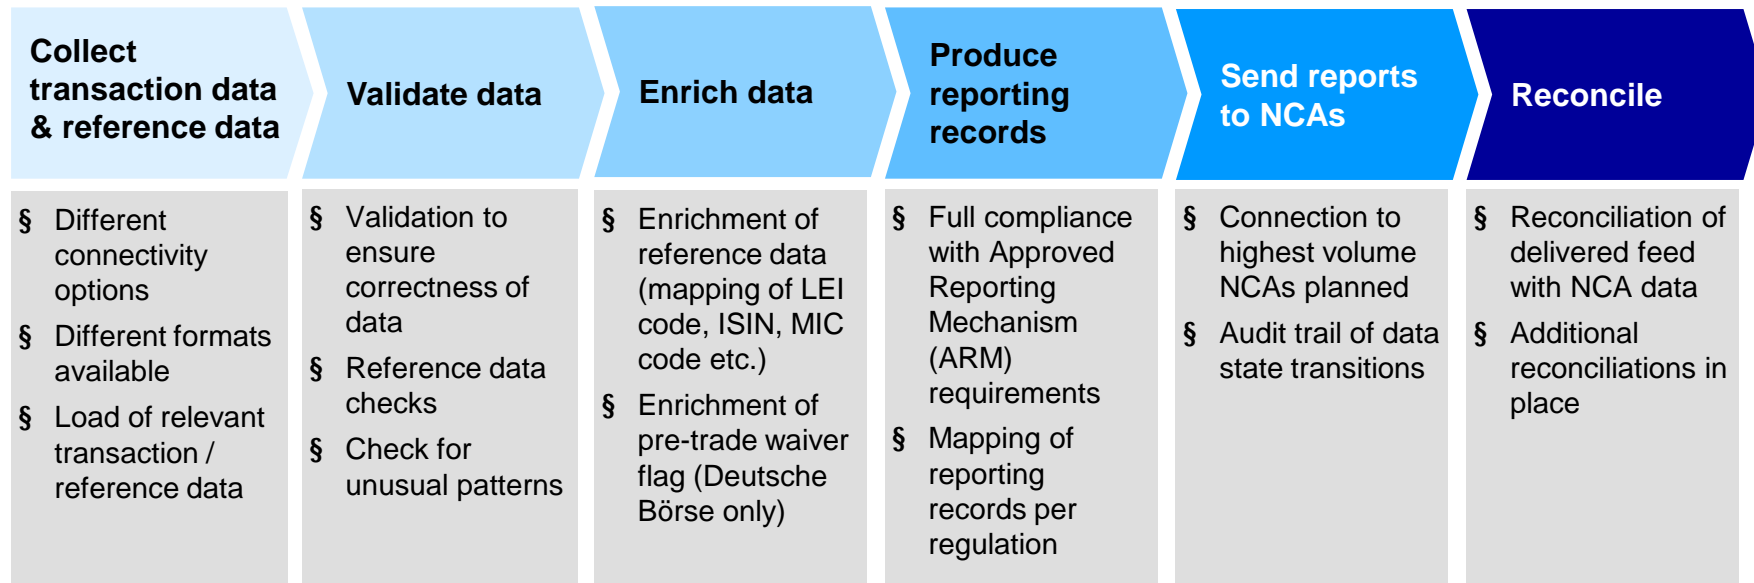 Collect
transaction data
& reference data
Validate data
Enrich data
Produce
reporting
records
Send reports
to NCAs
Reconcile
§ Different
connectivity
options
§ Different formats
available
§ Load of relevant
transaction /
reference data
§ Validation to
ensure
correctness of
data
§ Reference data
checks
§ Check for
unusual patterns
§ Enrichment of
reference data
(mapping of LEI
code, ISIN, MIC
code etc.)
§ Enrichment of
pre-trade waiver
flag (Deutsche
Börse only)
§ Full compliance
with Approved
Reporting
Mechanism
(ARM)
requirements
§ Mapping of
reporting
records per
regulation
§ Connection to
highest volume
NCAs planned
§ Audit trail of data
state transitions
§ Reconciliation of
delivered feed
with NCA data
§ Additional
reconciliations in
place